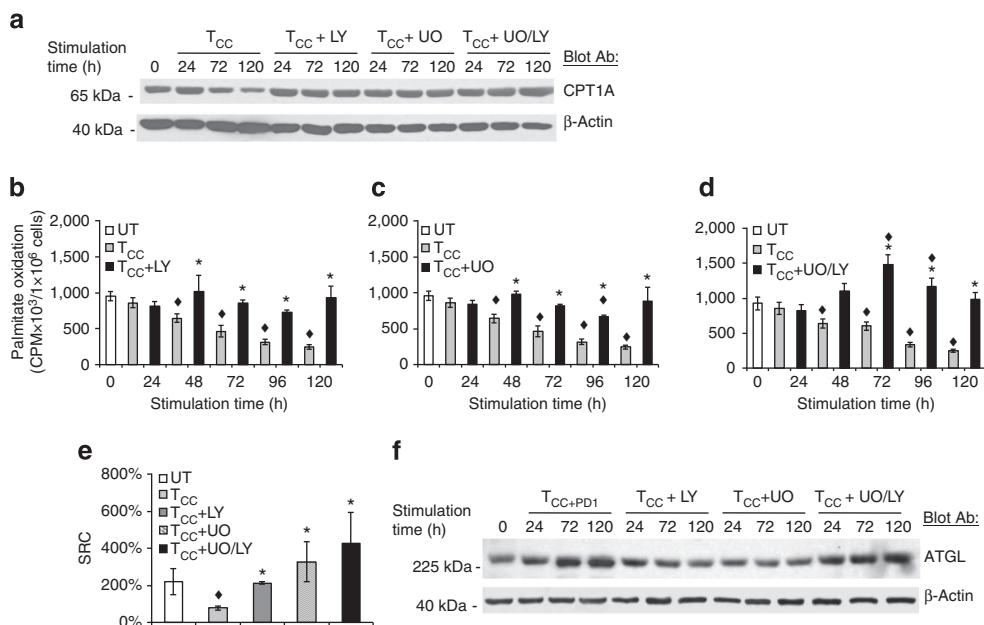 a
Stimulation time (h)
T_CC T_CC + LY T_CC+ UO T_CC+ UO/LY
0 24 72 120 24 72 120 24 72 120 24 72 120
Blot Ab:
65 kDa - CPT1A
40 kDa - β-Actin
b
Palmitate oxidation
(CPM×10³/1×10⁶ cells)
2,000
1,500
1,000
500
0
UT
T_CC
T_CC+LY
♦ * ♦ * ♦ * ♦ *
0 24 48 72 96 120
Stimulation time (h)
c
2,000
1,500
1,000
500
0
UT
T_CC
T_CC+UO
♦ * ♦ * ♦ * ♦ ♦ *
0 24 48 72 96 120
Stimulation time (h)
d
2,000
1,500
1,000
500
0
UT
T_CC
T_CC+UO/LY
♦ ♦ ♦ * ♦ ♦ * ♦ *
0 24 48 72 96 120
Stimulation time (h)
e
SRC
800%
600%
400%
200%
0%
UT
T_CC
T_CC+LY
T_CC+UO
T_CC+UO/LY
♦ * * *
f
Stimulation time (h)
T_CC+PD1 T_CC + LY T_CC+UO T_CC + UO/LY
0 24 72 120 24 72 120 24 72 120 24 72 120
Blot Ab:
225 kDa - ATGL
40 kDa - β-Actin